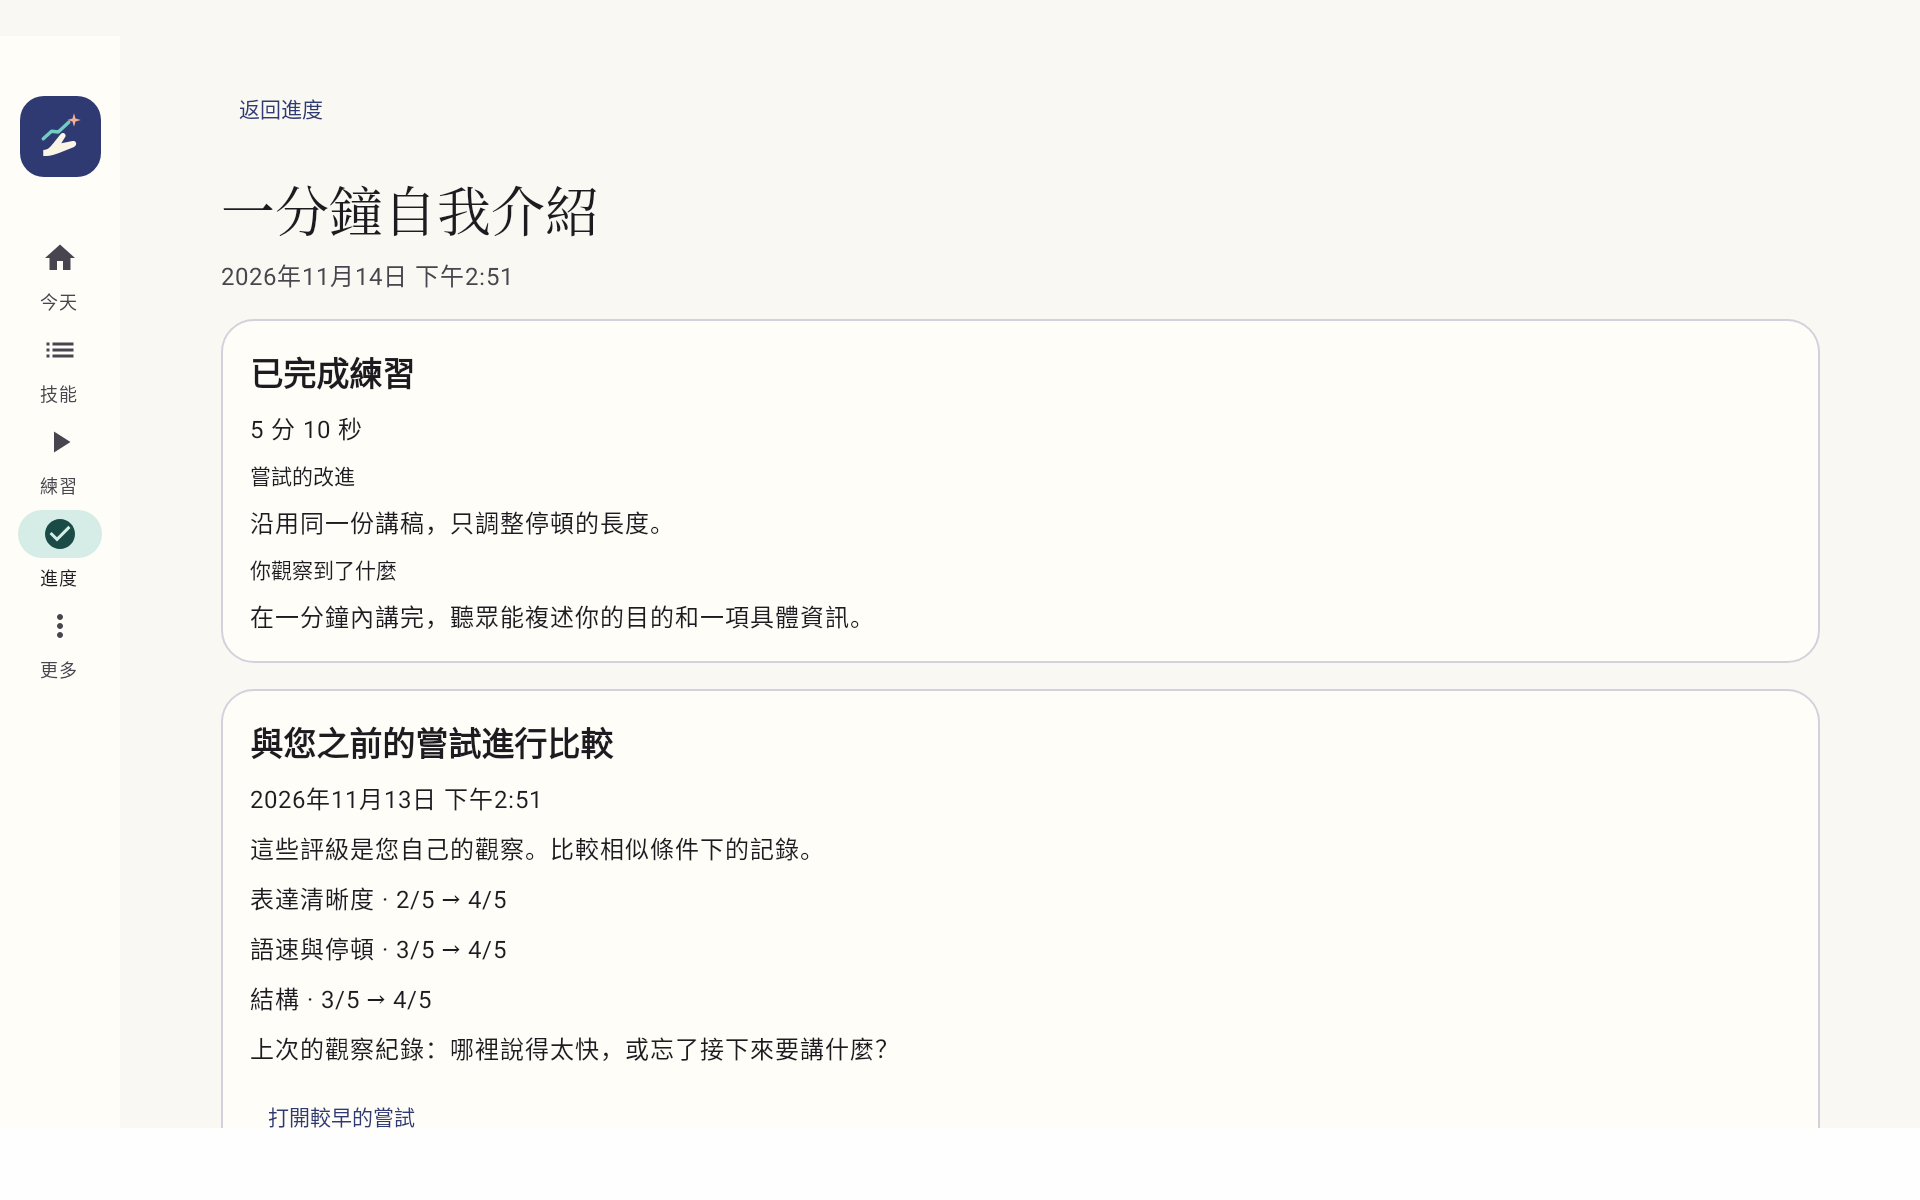 返回進度
一分鐘自我介紹
2026年11月14日 下午2:51
今天
技能
練習
進度
更多
已完成練習
5 分 10 秒
嘗試的改進
沿用同一份講稿，只調整停頓的長度。
你觀察到了什麼
在一分鐘內講完，聽眾能複述你的目的和一項具體資訊。
與您之前的嘗試進行比較
2026年11月13日 下午2:51
這些評級是您自己的觀察。比較相似條件下的記錄。
表達清晰度 · 2/5 → 4/5
語速與停頓 · 3/5 → 4/5
結構 · 3/5 → 4/5
上次的觀察紀錄：哪裡說得太快，或忘了接下來要講什麼？
打開較早的嘗試